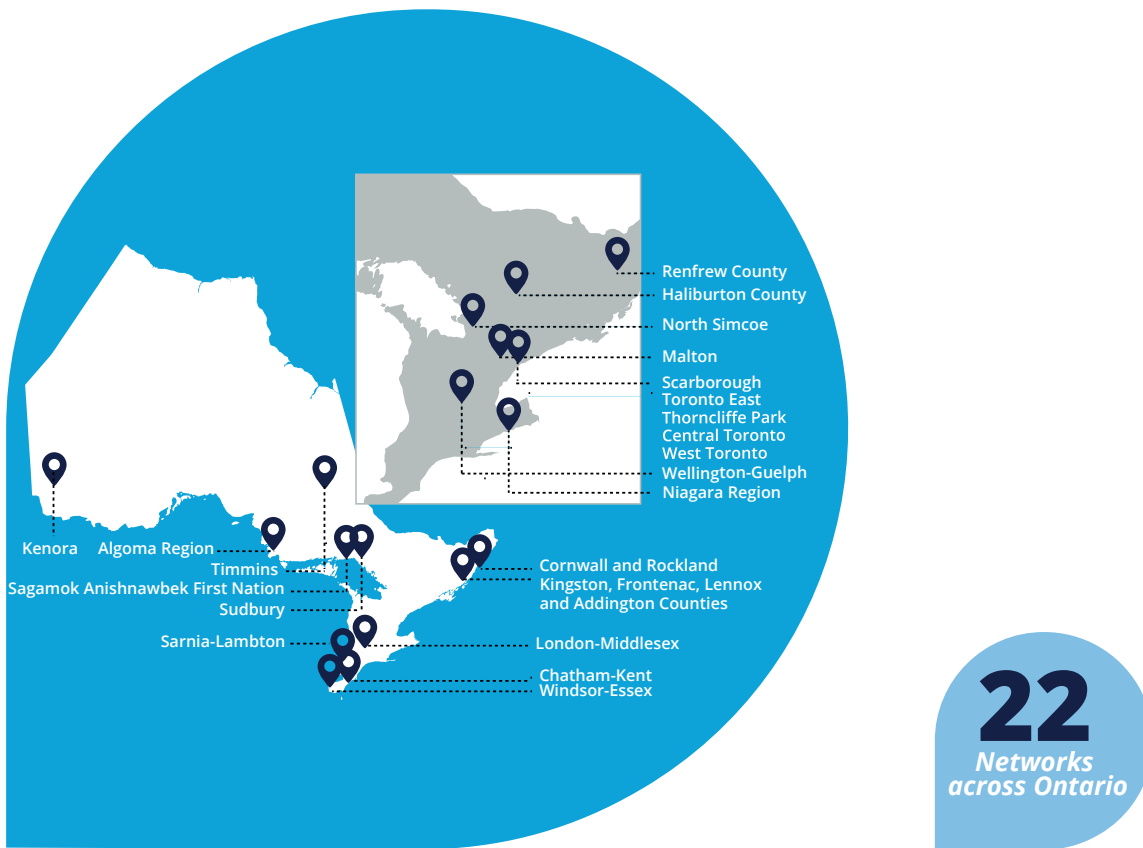 Renfrew County
Haliburton County
North Simcoe
Malton
Scarborough
Toronto East
Thorncliffe Park
Central Toronto
West Toronto
Wellington-Guelph
Niagara Region
Kenora
Algoma Region
Timmins
Sagamok Anishnawbek First Nation
Sudbury
Sarnia-Lambton
Cornwall and Rockland
Kingston, Frontenac, Lennox
and Addington Counties
London-Middlesex
Chatham-Kent
Windsor-Essex
22
Networks
across Ontario